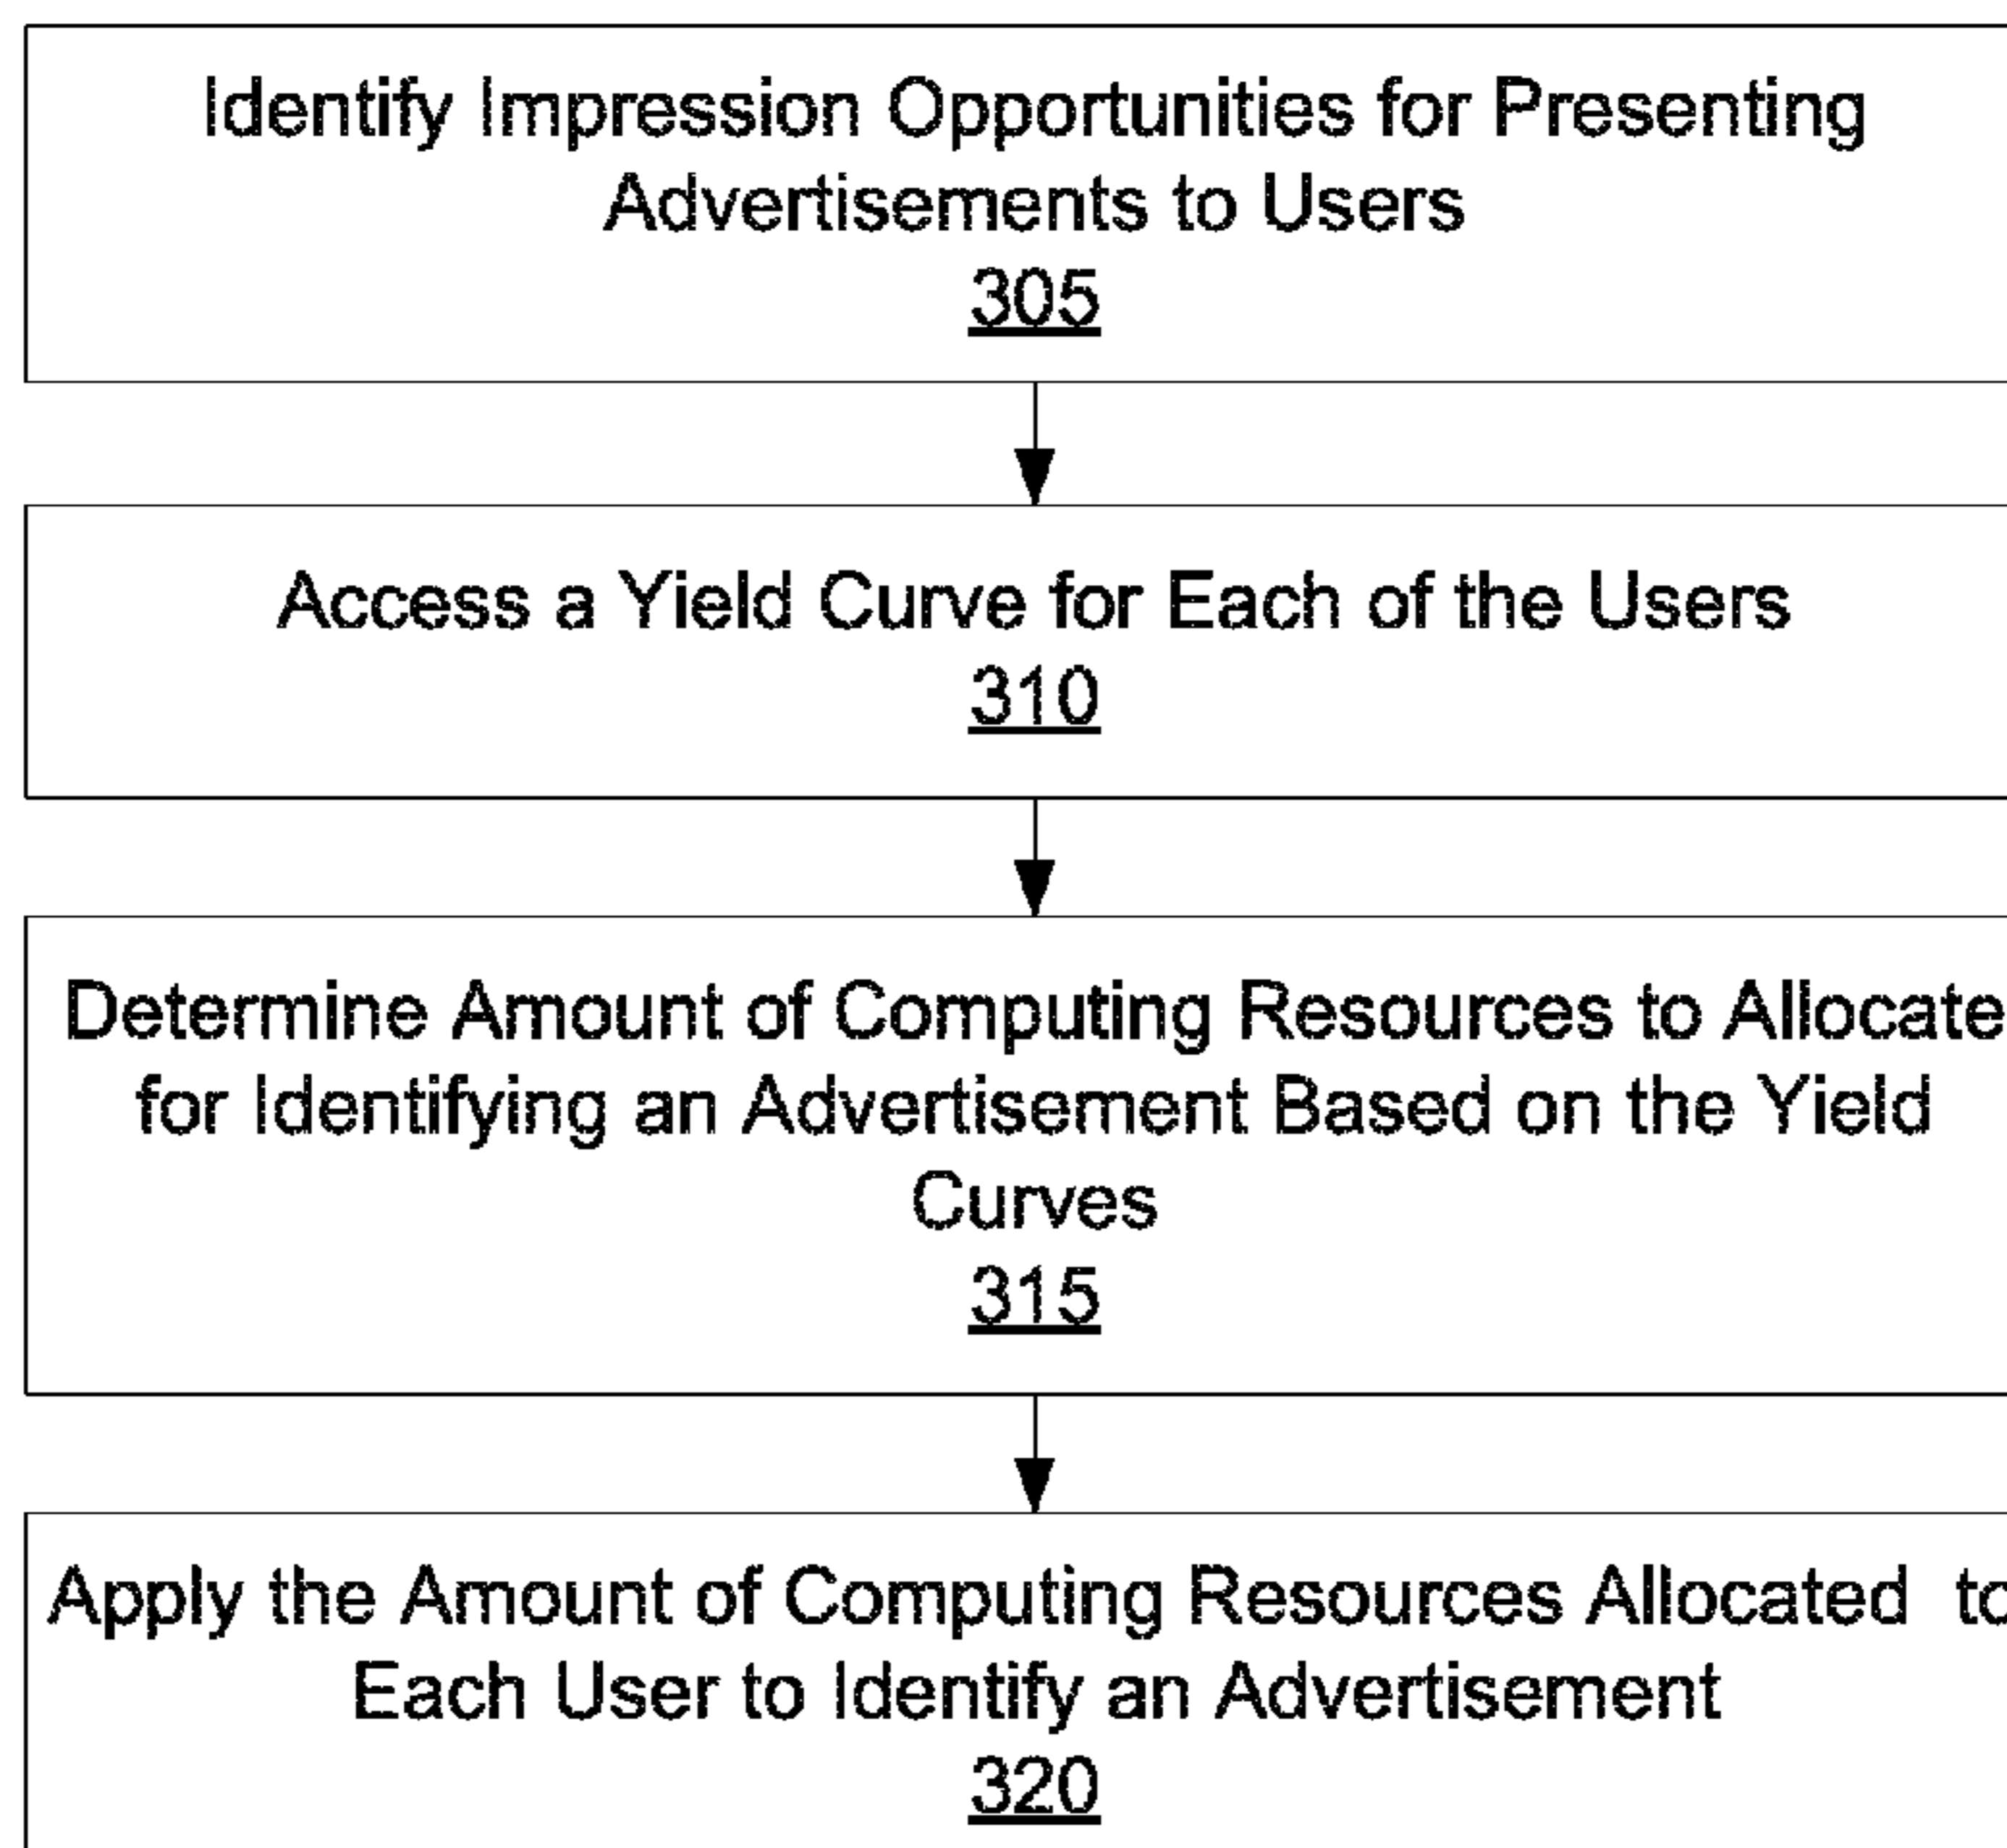 Identify Impression Opportunities for Presenting
Advertisements to Users
305
Access a Yield Curve for Each of the Users
310
Determine Amount of Computing Resources to Allocate
for Identifying an Advertisement Based on the Yield
Curves
315
Apply the Amount of Computing Resources Allocated to
Each User to Identify an Advertisement
320